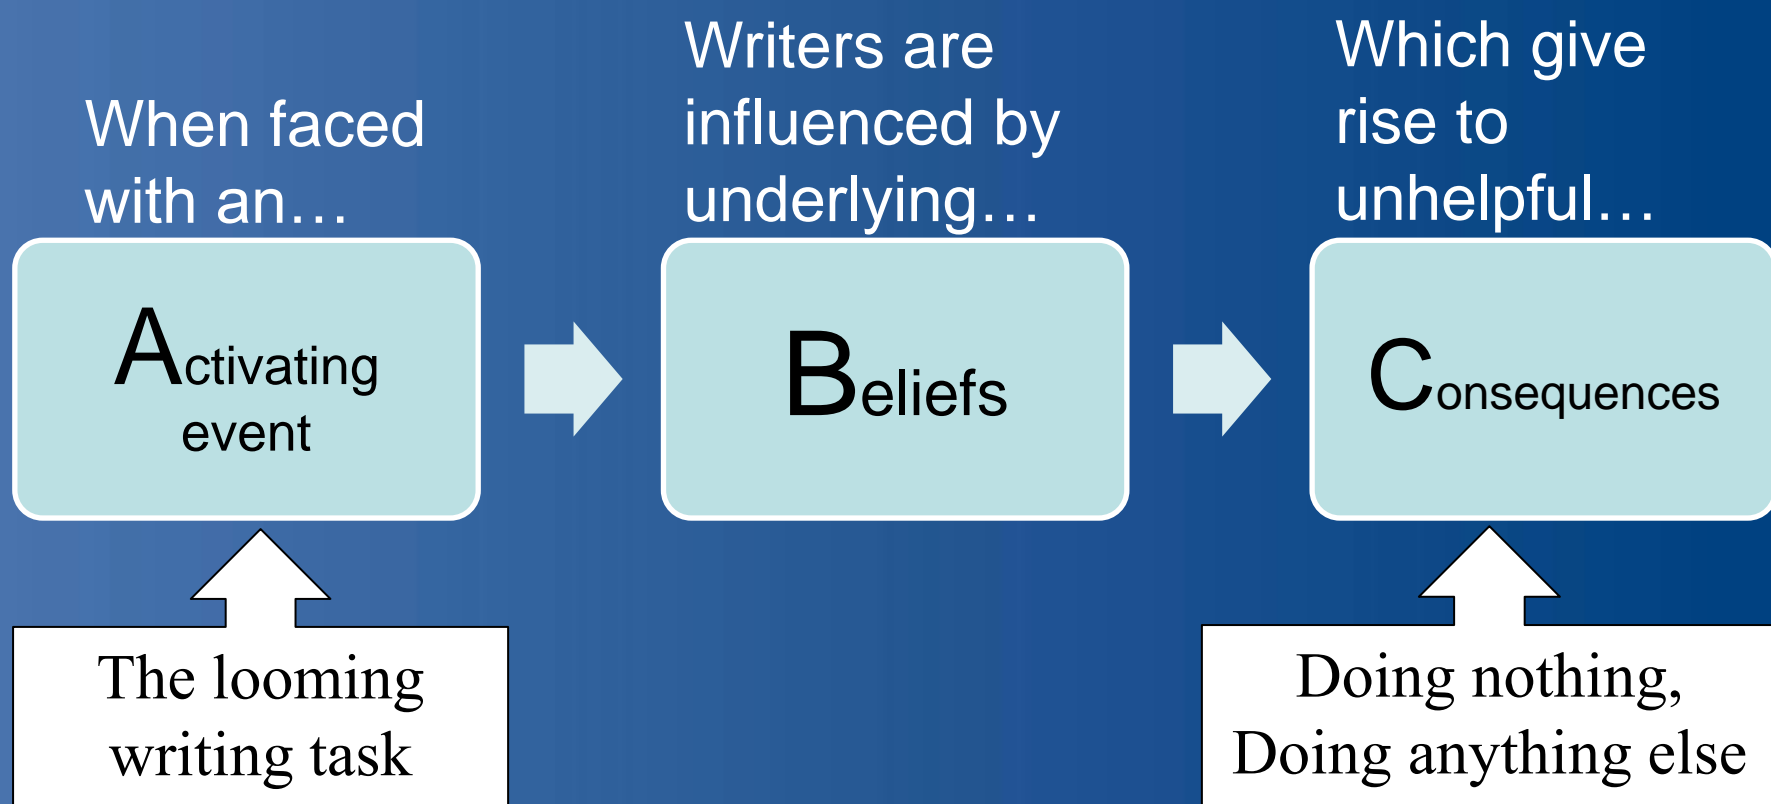 When faced
with an…
Writers are
influenced by
underlying…
Which give
rise to
unhelpful…
Activating
event
Beliefs
Consequences
The looming
writing task
Doing nothing,
Doing anything else